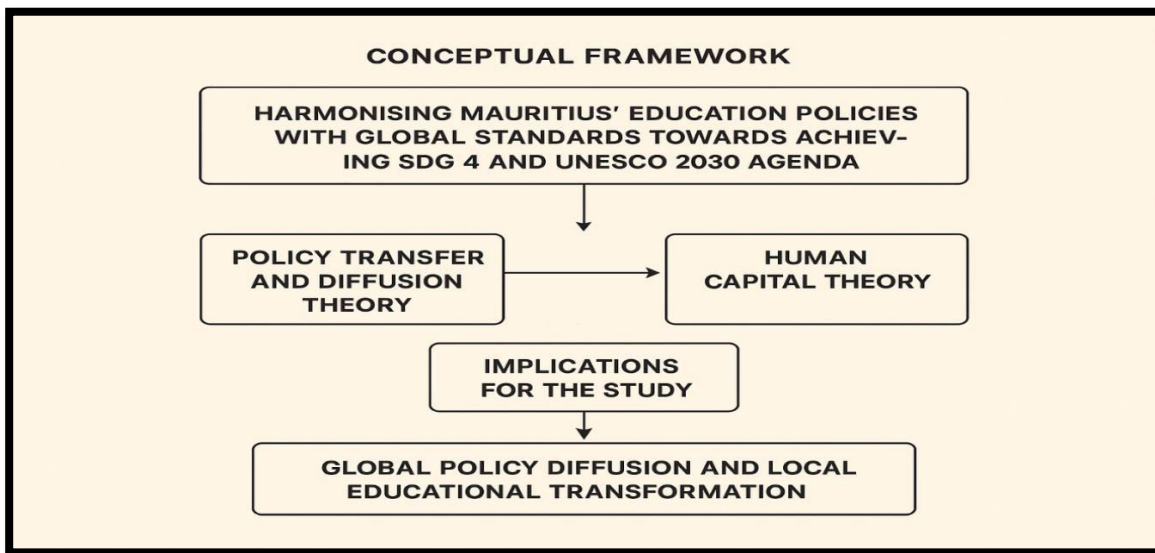 CONCEPTUAL FRAMEWORK
HARMONISING MAURITIUS’ EDUCATION POLICIES
WITH GLOBAL STANDARDS TOWARDS ACHIEV-
ING SDG 4 AND UNESCO 2030 AGENDA
POLICY TRANSFER
AND DIFFUSION
THEORY
HUMAN
CAPITAL THEORY
IMPLICATIONS
FOR THE STUDY
GLOBAL POLICY DIFFUSION AND LOCAL
EDUCATIONAL TRANSFORMATION